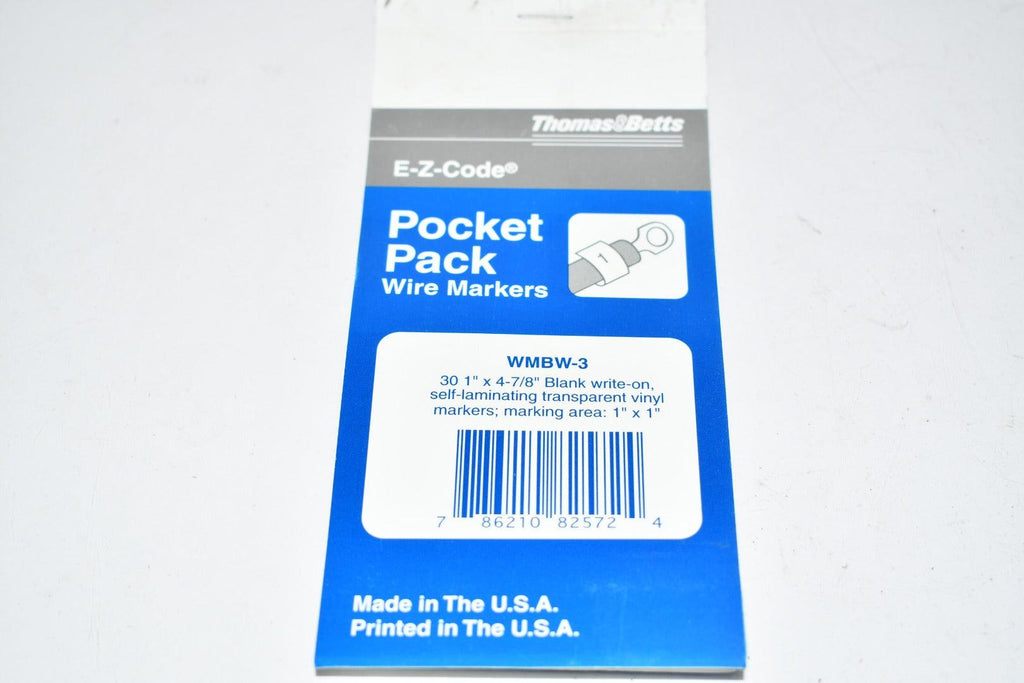 Thomas&Betts
E-Z-Code®
Pocket
Pack
Wire Markers
1
WMBW-3
30 1" x 4-7/8" Blank write-on,
self-laminating transparent vinyl
markers; marking area: 1" x 1"
7 86210 82572 4
Made in The U.S.A.
Printed in The U.S.A.